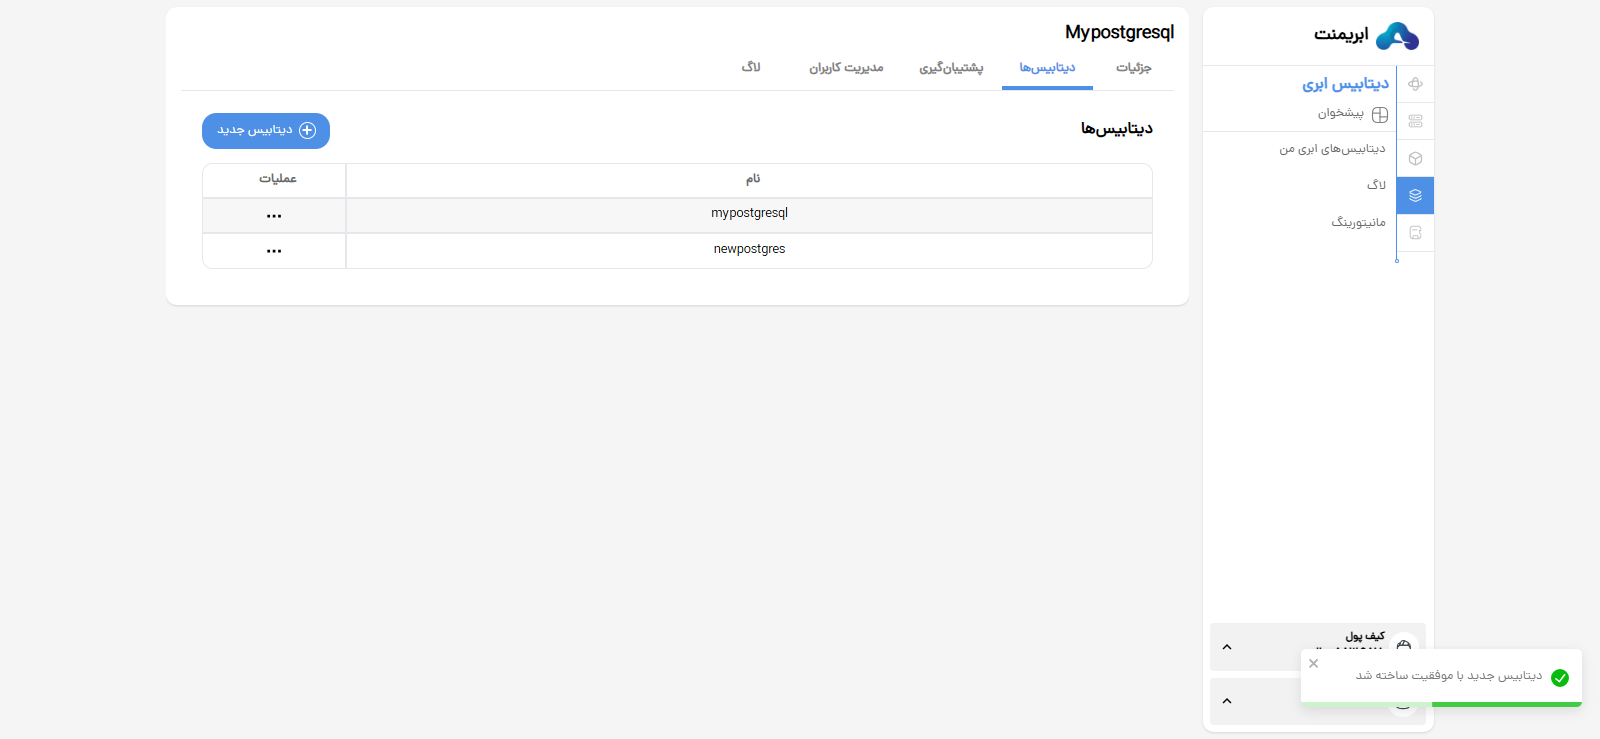 ابریمنت
دیتابیس ابری
پیشخوان
دیتابیس‌های ابری من
لاگ
مانیتورینگ
Mypostgresql
جزئیات
دیتابیس‌ها
پشتیبان‌گیری
مدیریت کاربران
لاگ
دیتابیس‌ها
دیتابیس جدید
نام
عملیات
mypostgresql
newpostgres
کیف پول
دیتابیس جدید با موفقیت ساخته شد